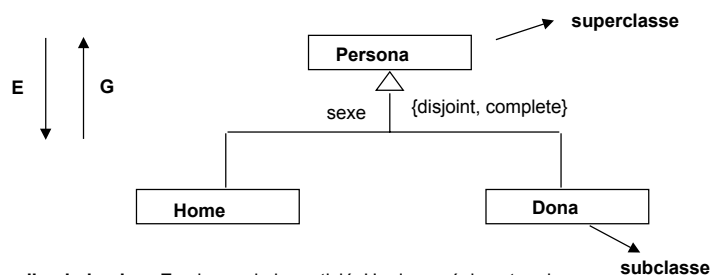 superclasse
Persona
E
G
sexe
{disjoint, complete}
Home
Dona
subclasse